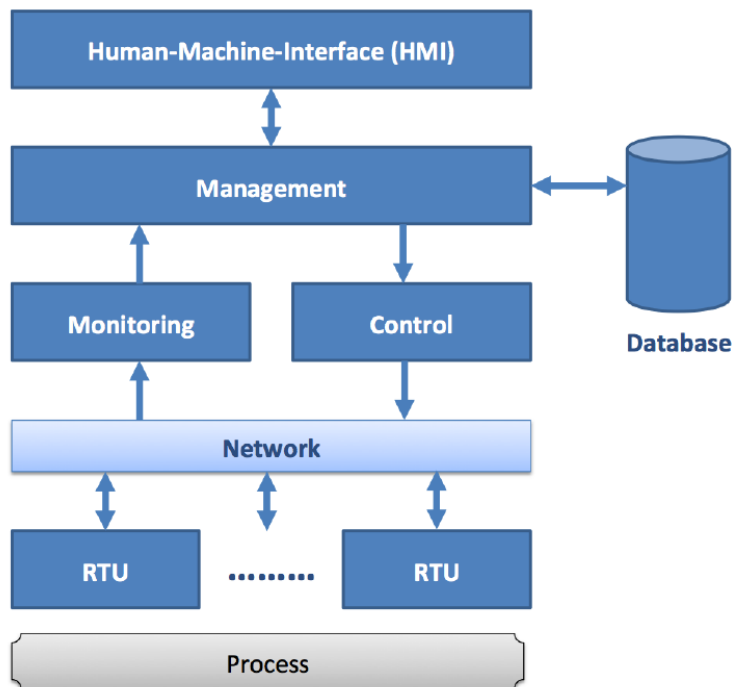 Human-Machine-Interface (HMI)
Management
Monitoring
Control
Database
Network
RTU
.........
RTU
Process